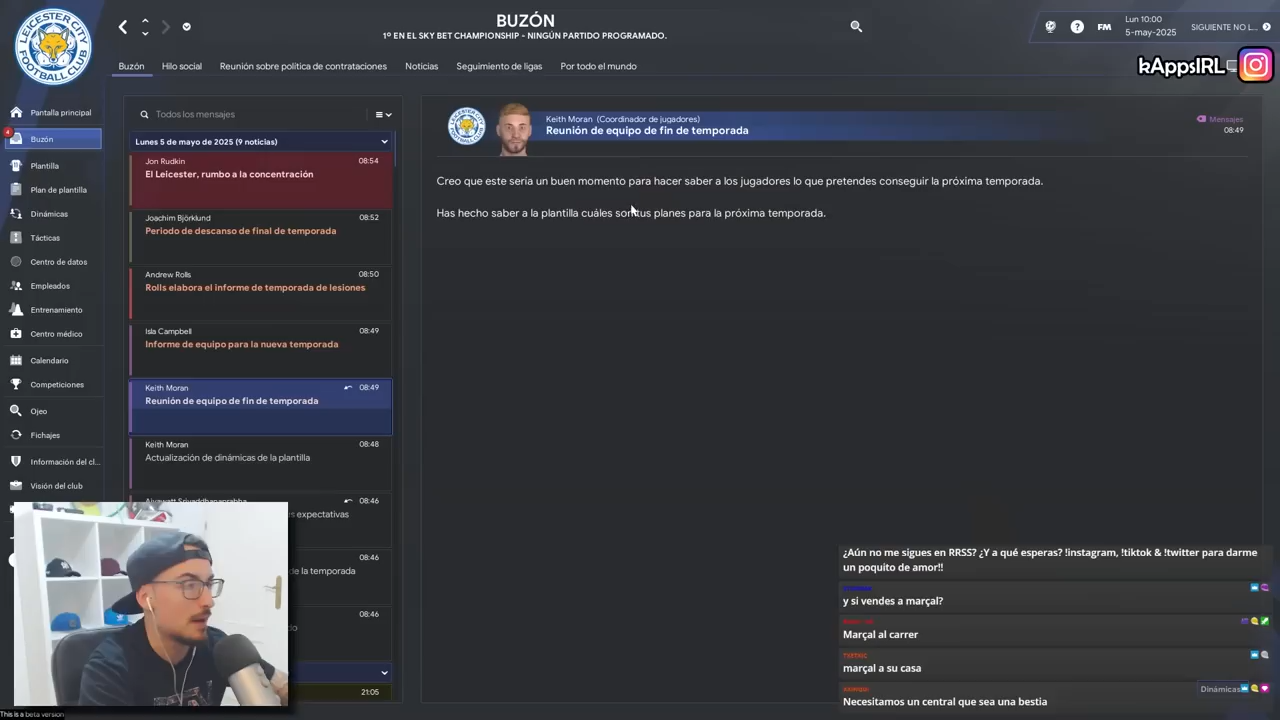 BUZÓN
1º EN EL SKY BET CHAMPIONSHIP - NINGÚN PARTIDO PROGRAMADO.
FM
Lun 10:00
5-may-2025
SIGUIENTE NO L...
LEICESTER CITY
FOOTBALL CLUB
kAppsIRL
Buzón
Hilo social
Reunión sobre política de contrataciones
Noticias
Seguimiento de ligas
Por todo el mundo
Pantalla principal
4
Buzón
Plantilla
Plan de plantilla
Dinámicas
Tácticas
Centro de datos
Empleados
Entrenamiento
Centro médico
Calendario
Competiciones
Ojeo
Fichajes
Información del cl...
Visión del club
Todos los mensajes
Lunes 5 de mayo de 2025 (9 noticias)
Jon Rudkin
08:54
El Leicester, rumbo a la concentración
Joachim Björklund
08:52
Periodo de descanso de final de temporada
Andrew Rolls
08:50
Rolls elabora el informe de temporada de lesiones
Isla Campbell
08:49
Informe de equipo para la nueva temporada
Keith Moran
08:49
Reunión de equipo de fin de temporada
Keith Moran
08:48
Actualización de dinámicas de la plantilla
08:46
expectativas
08:46
de la temporada
08:46
21:05
Keith Moran (Coordinador de jugadores)
Reunión de equipo de fin de temporada
Mensajes
08:49
Creo que este sería un buen momento para hacer saber a los jugadores lo que pretendes conseguir la próxima temporada.
Has hecho saber a la plantilla cuáles son tus planes para la próxima temporada.
¿Aún no me sigues en RRSS? ¿Y a qué esperas? !instagram, !tiktok & !twitter para darme
un poquito de amor!!
y si vendes a marçal?
Marçal al carrer
marçal a su casa
Dinámicas
Necesitamos un central que sea una bestia
This is a beta version